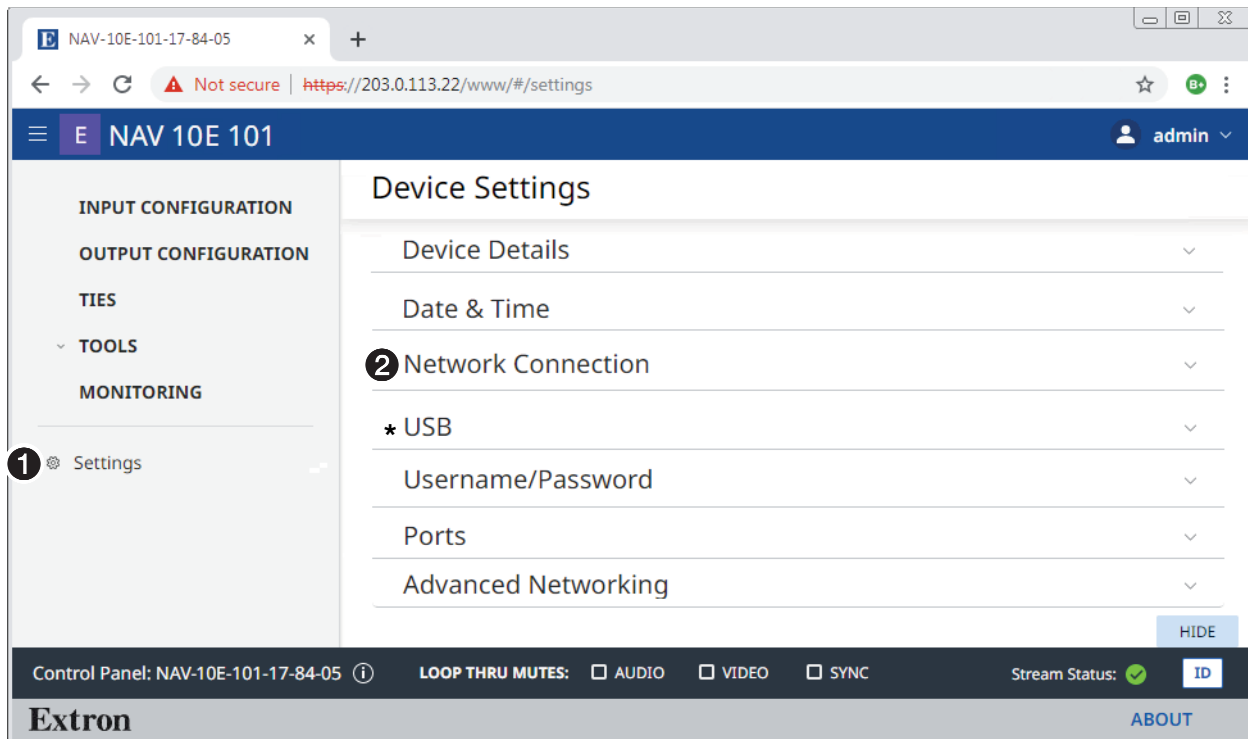 NAV-10E-101-17-84-05
Not secure | https://203.0.113.22/www/#/settings
B+
E NAV 10E 101
admin
INPUT CONFIGURATION
OUTPUT CONFIGURATION
TIES
TOOLS
MONITORING
1 Settings
Device Settings
Device Details
Date & Time
2 Network Connection
* USB
Username/Password
Ports
Advanced Networking
HIDE
Control Panel: NAV-10E-101-17-84-05 LOOP THRU MUTES: AUDIO VIDEO SYNC Stream Status: ID
Extron
ABOUT